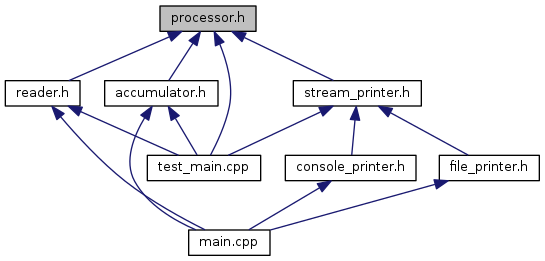 processor.h
reader.h
accumulator.h
stream_printer.h
test_main.cpp
console_printer.h
file_printer.h
main.cpp